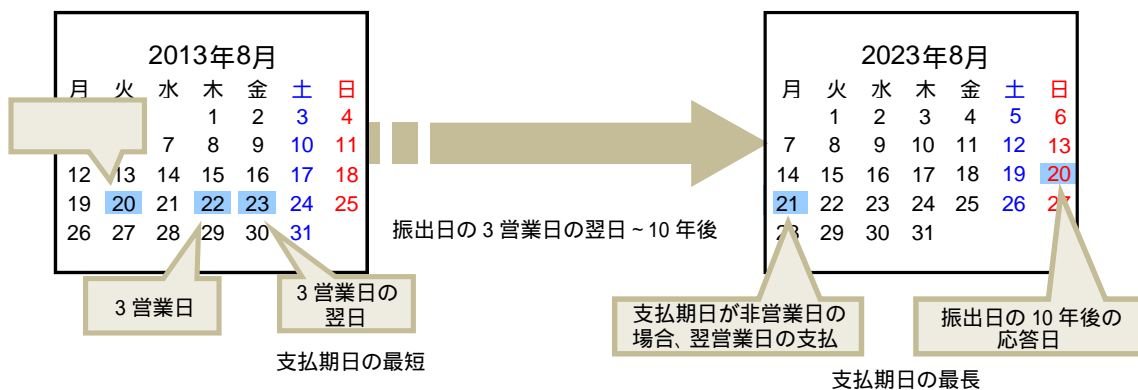 2013年8月
月 火 水 木 金 土 日
1 2 3 4
7 8 9 10 11
12 13 14 15 16 17 18
19 20 21 22 23 24 25
26 27 28 29 30 31
3 営業日
3 営業日の
翌日
支払期日の最短
振出日の 3 営業日の翌日 ~ 10 年後
2023年8月
月 火 水 木 金 土 日
1 2 3 4 5 6
7 8 9 10 11 12 13
14 15 16 17 18 19 20
21 22 23 24 25 26 27
28 29 30 31
支払期日が非営業日の
場合、翌営業日の支払
振出日の 10 年後の
応答日
支払期日の最長